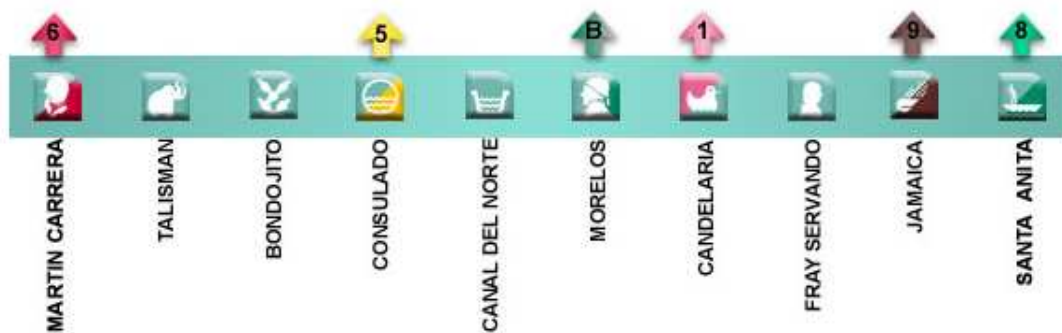 6
5
B
1
9
8
MARTIN CARRERA
TALISMAN
BONDOJITO
CONSULADO
CANAL DEL NORTE
MORELOS
CANDELARIA
FRAY SERVANDO
JAMAICA
SANTA ANITA